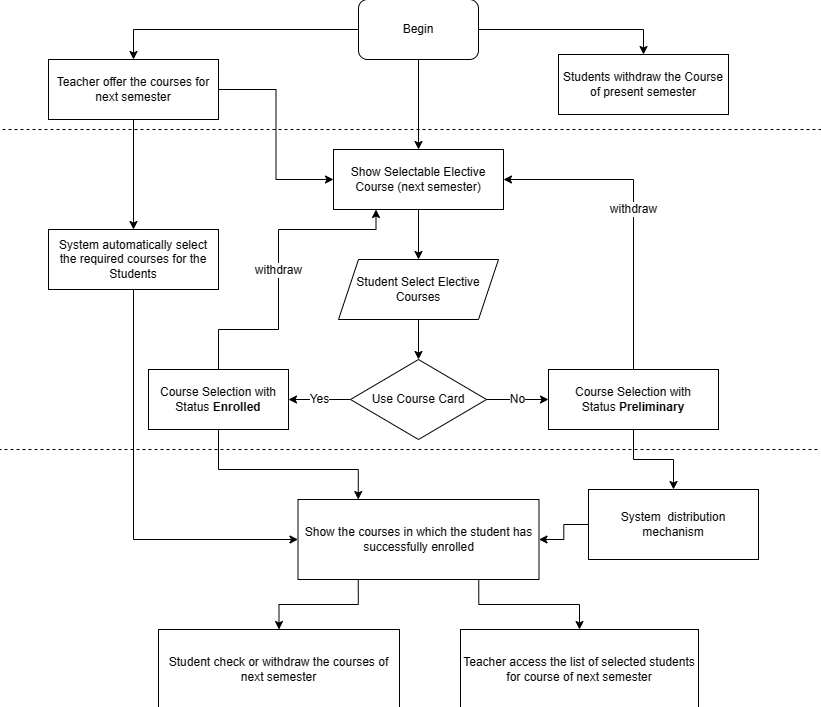 Begin
Teacher offer the courses for
next semester
Students withdraw the Course
of present semester
Show Selectable Elective
Course (next semester)
withdraw
System automatically select
the required courses for the
Students
withdraw
Student Select Elective
Courses
Course Selection with
Status Enrolled
Yes
Use Course Card
No
Course Selection with
Status Preliminary
Show the courses in which the student has
successfully enrolled
System distribution
mechanism
Student check or withdraw the courses of
next semester
Teacher access the list of selected students
for course of next semester